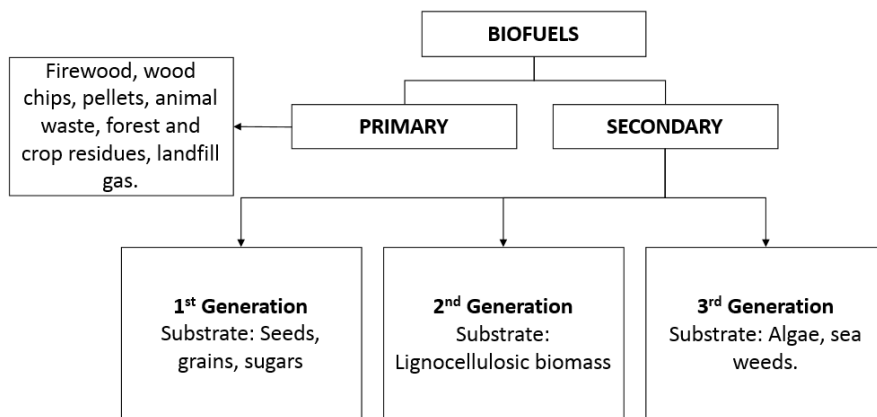 BIOFUELS
Firewood, wood
chips, pellets, animal
waste, forest and
crop residues, landfill
gas.
PRIMARY
SECONDARY
1st Generation
Substrate: Seeds,
grains, sugars
2nd Generation
Substrate:
Lignocellulosic biomass
3rd Generation
Substrate: Algae, sea
weeds.